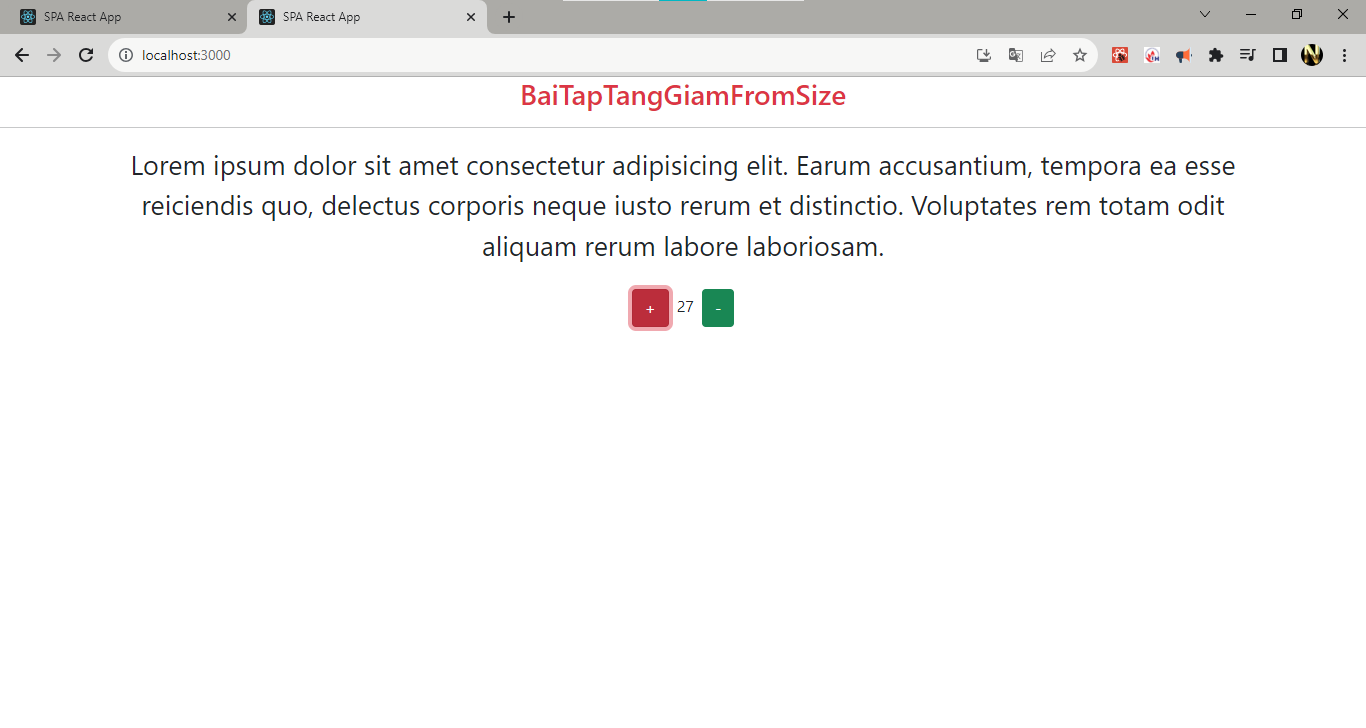 SPA React App
SPA React App
localhost:3000
BaiTapTangGiamFromSize
Lorem ipsum dolor sit amet consectetur adipisicing elit. Earum accusantium, tempora ea esse
reiciendis quo, delectus corporis neque iusto rerum et distinctio. Voluptates rem totam odit
aliquam rerum labore laboriosam.
+ 27 -